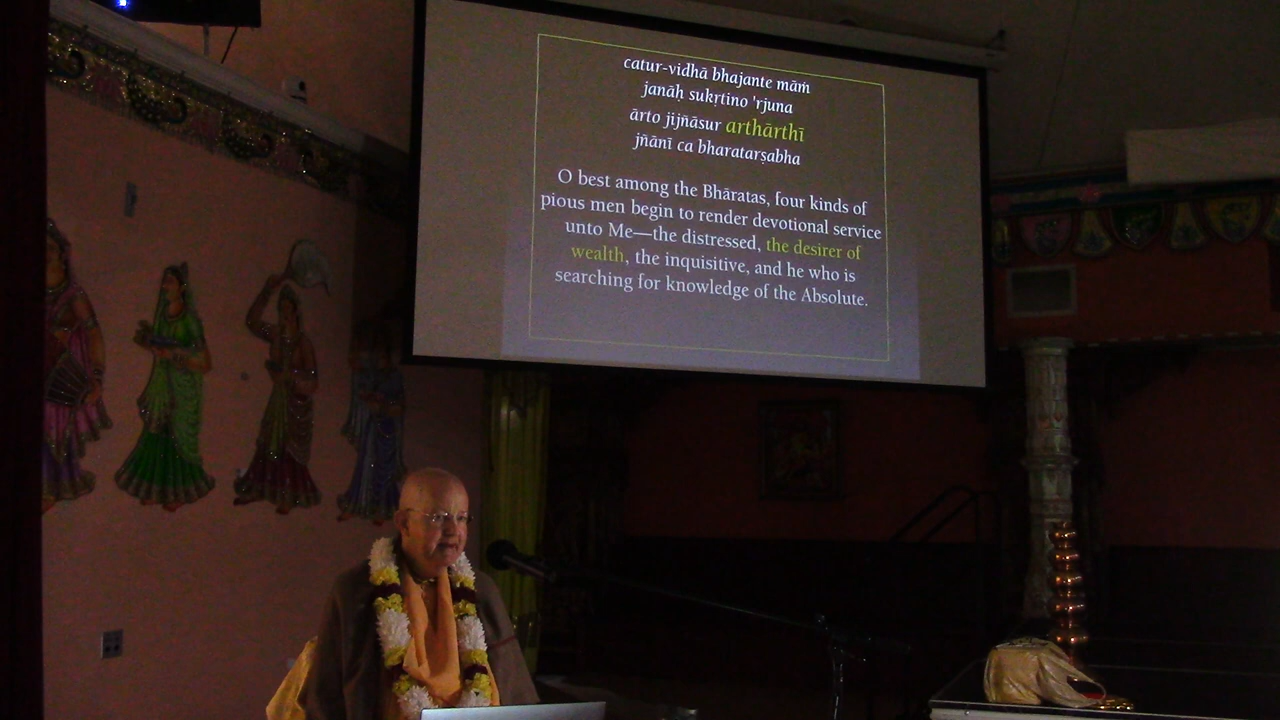 catur-vidhā bhajante māṁ
janāḥ sukṛtino 'rjuna
ārto jijñāsur arthārthī
jñānī ca bharatarṣabha
O best among the Bhāratas, four kinds of
pious men begin to render devotional service
unto Me—the distressed, the desirer of
wealth, the inquisitive, and he who is
searching for knowledge of the Absolute.